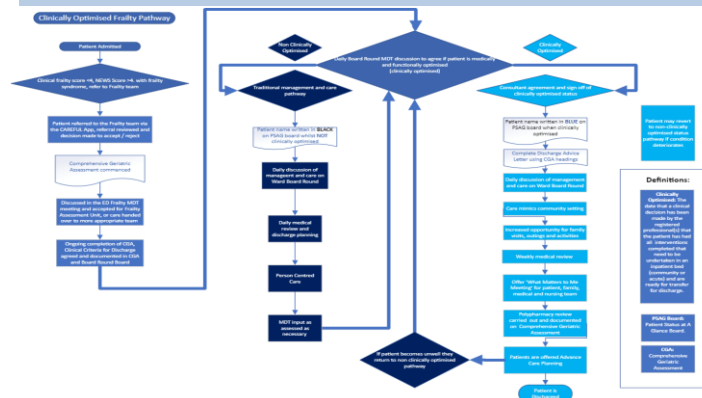 Clinically Optimised Frailty Pathway
Patient Admitted
Clinical frailty score <4, NEWS Score >4, with frailty
syndrome, refer to Frailty team
Patient referred to the Frailty team via
the CAREFUL App, referral reviewed and
decision made to accept / reject
Comprehensive Geriatric
Assessment commenced
Discussed in the ED Frailty MDT
meeting and accepted for Frailty
Assessment Unit, or care handed
over to more appropriate team
Ongoing completion of CGA,
Clinical Criteria for Discharge
agreed and documented in CGA
and Board Round Board
Non Clinically
Optimised
Daily Board Round MDT discussion to agree if patient is medically
and functionally optimised
(clinically optimised)
Clinically
Optimised
Traditional management and care
pathway
Patient name written in BLACK
on PSAG board whilst NOT
clinically optimised
Daily discussion of
management and care on
Ward Board Round
Daily medical
review and
discharge planning
Person Centred
Care
MDT input as
assessed as
necessary
Consultant agreement and sign-off of
clinically optimised status
Patient name written in BLUE on
PSAG board when clinically
optimised
Complete Discharge Advice
Letter using CGA headings
Daily discussion of management
and care on Ward Board Round
Care mimics community setting
Increased opportunity for family
visits, outings and activities
Weekly medical review
Offer 'What Matters to Me
Meeting' for patient, family,
medical and nursing team
Polypharmacy review
carried out and documented
on Comprehensive Geriatric
Assessment
Patients are offered Advance
Care Planning
Patient is
Discharged
If patient becomes unwell they
return to non clinically optimised
pathway
Patient may revert
to non-clinically
optimised status
pathway if condition
deteriorates
Definitions:
Clinically
Optimised: The
date that a clinical
decision has been
made by the
registered
professional(s) that
the patient has had
all interventions
completed that
need to be
undertaken in an
inpatient bed
(community or
acute) and are
ready for transfer
for discharge.
PSAG Board:
Patient Status at A
Glance Board.
CGA:
Comprehensive
Geriatric
Assessment